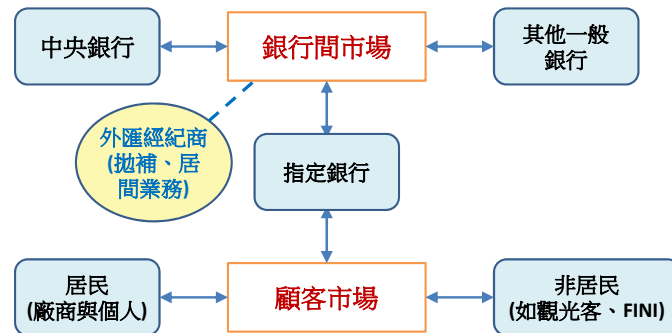 中央銀行
銀行間市場
其他一般
銀行
外匯經紀商
(拋補、居
間業務)
指定銀行
居民
(廠商與個人)
顧客市場
非居民
(如觀光客、FINI)